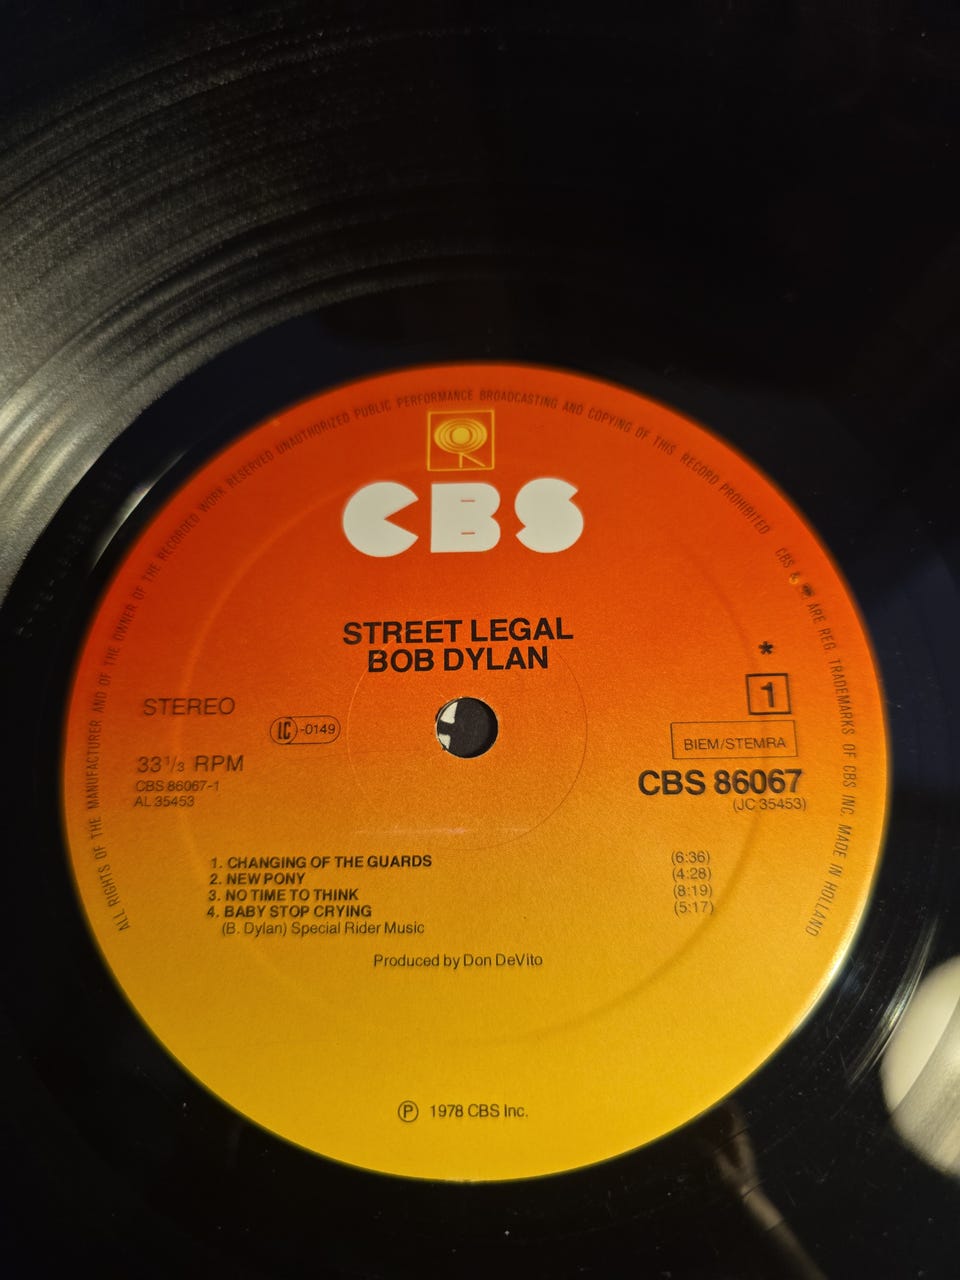 ALL RIGHTS OF THE MANUFACTURER AND OF THE OWNER OF THE RECORDED WORK RESERVED UNAUTHORIZED PUBLIC PERFORMANCE BROADCASTING AND COPYING OF THIS RECORD PROHIBITED CBS & ARE REG. TRADEMARKS OF CBS INC. MADE IN HOLLAND
CBS
STREET LEGAL
BOB DYLAN
*
1
STEREO
LC-0149
BIEM/STEMRA
33 1/3 RPM
CBS 86067-1
AL 35453
CBS 86067
(JC 35453)
1. CHANGING OF THE GUARDS (6:36)
2. NEW PONY (4:28)
3. NO TIME TO THINK (8:19)
4. BABY STOP CRYING (5:17)
(B. Dylan) Special Rider Music
Produced by Don DeVito
Ⓟ 1978 CBS Inc.